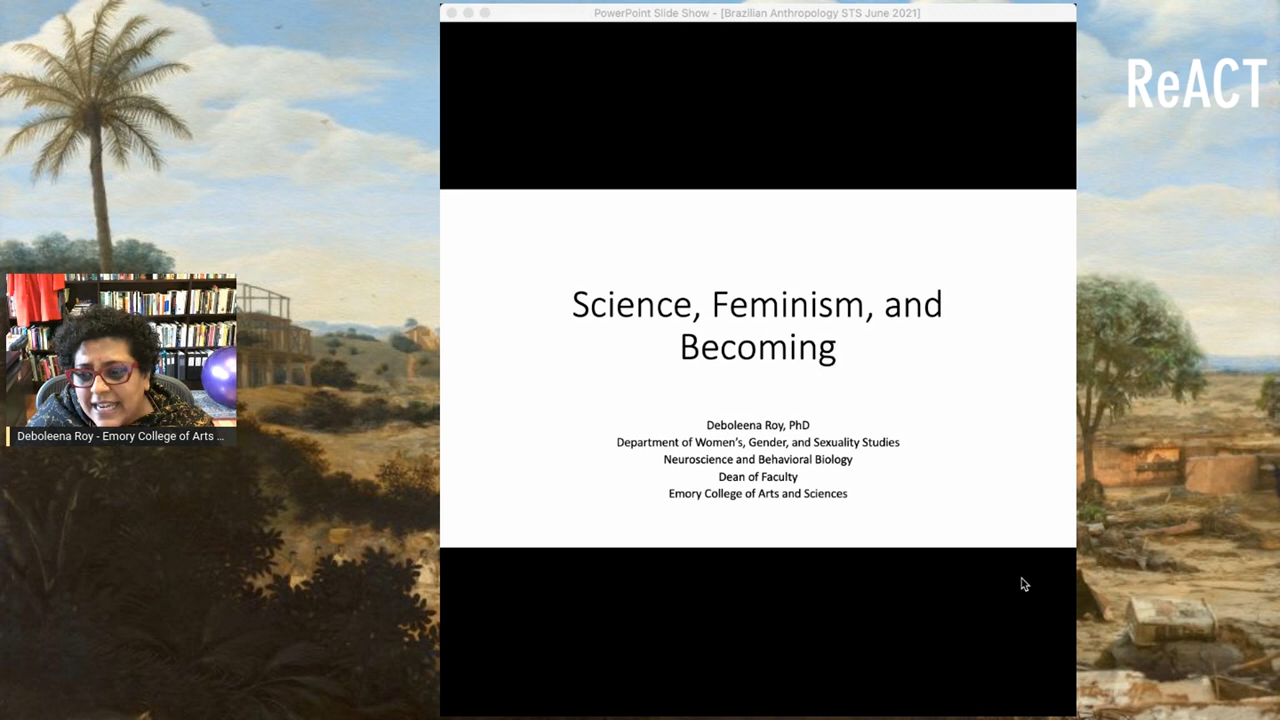 PowerPoint Slide Show - [Brazilian Anthropology STS June 2021]
ReACT
Science, Feminism, and
Becoming
Deboleena Roy, PhD
Department of Women's, Gender, and Sexuality Studies
Neuroscience and Behavioral Biology
Dean of Faculty
Emory College of Arts and Sciences
Deboleena Roy - Emory College of Arts ...